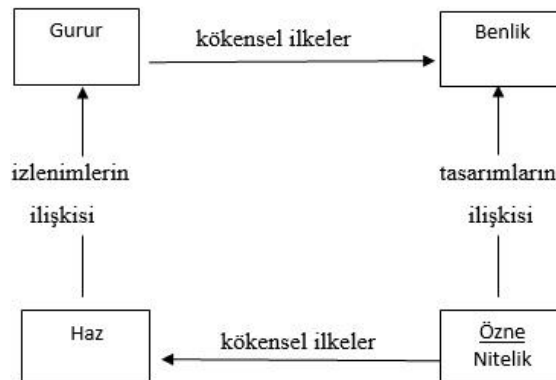 Gurur
kökensel ilkeler
Benlik
izlenimlerin
ilişkisi
tasarımların
ilişkisi
Haz
kökensel ilkeler
Özne
Nitelik